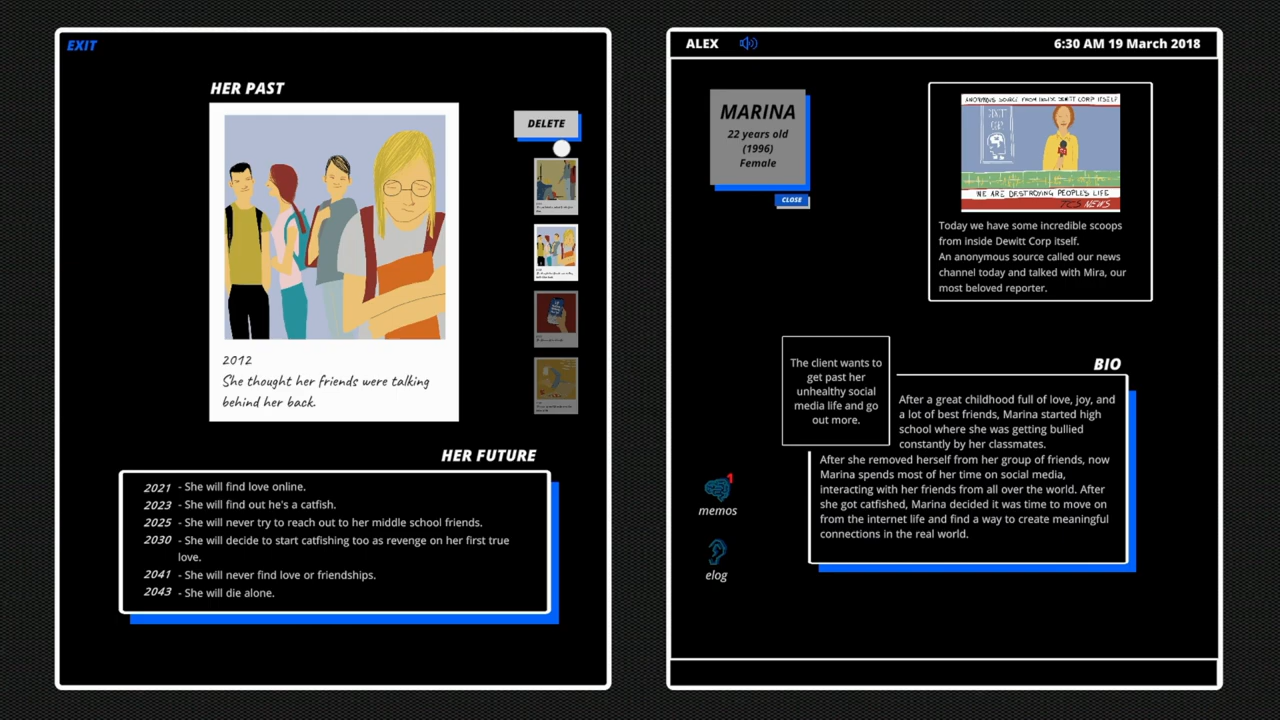 EXIT
HER PAST
DELETE
2012
She thought her friends were talking
behind her back.
HER FUTURE
2021 - She will find love online.
2023 - She will find out he's a catfish.
2025 - She will never try to reach out to her middle school friends.
2030 - She will decide to start catfishing too as revenge on her first true
love.
2041 - She will never find love or friendships.
2043 - She will die alone.
ALEX
6:30 AM 19 March 2018
MARINA
22 years old
(1996)
Female
CLOSE
ANONYMOUS SOURCE FROM INSIDE DEWITT CORP ITSELF
WE ARE DESTROYING PEOPLE'S LIFE
NEWS
Today we have some incredible scoops
from inside Dewitt Corp itself.
An anonymous source called our news
channel today and talked with Mira, our
most beloved reporter.
The client wants to
get past her
unhealthy social
media life and go
out more.
BIO
After a great childhood full of love, joy, and
a lot of best friends, Marina started high
school where she was getting bullied
constantly by her classmates.
After she removed herself from her group of friends, now
Marina spends most of her time on social media,
interacting with her friends from all over the world. After
she got catfished, Marina decided it was time to move on
from the internet life and find a way to create meaningful
connections in the real world.
1
memos
elog